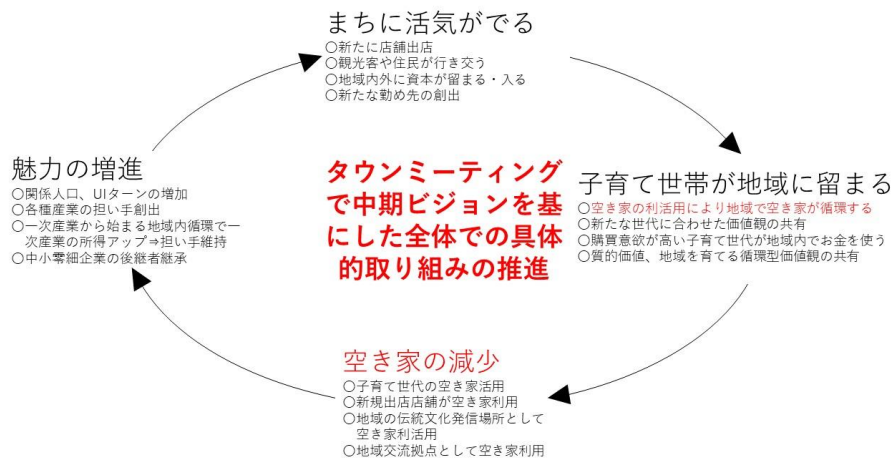 まちに活気がでる
○新たに店舗出店
○観光客や住民が行き交う
○地域内外に資本が留まる・入る
○新たな勤め先の創出
魅力の増進
○関係人口、UIターンの増加
○各種産業の担い手創出
○一次産業から始まる地域内循環で一
次産業の所得アップ⇒担い手維持
○中小零細企業の後継者継承
タウンミーティング
で中期ビジョンを基
にした全体での具体
的取り組みの推進
子育て世帯が地域に留まる
○空き家の利活用により地域で空き家が循環する
○新たな世代に合わせた価値観の共有
○購買意欲が高い子育て世代が地域内でお金を使う
○質的価値、地域を育てる循環型価値観の共有
空き家の減少
○子育て世代の空き家活用
○新規出店店舗が空き家利用
○地域の伝統文化発信場所として
空き家利活用
○地域交流拠点として空き家利用